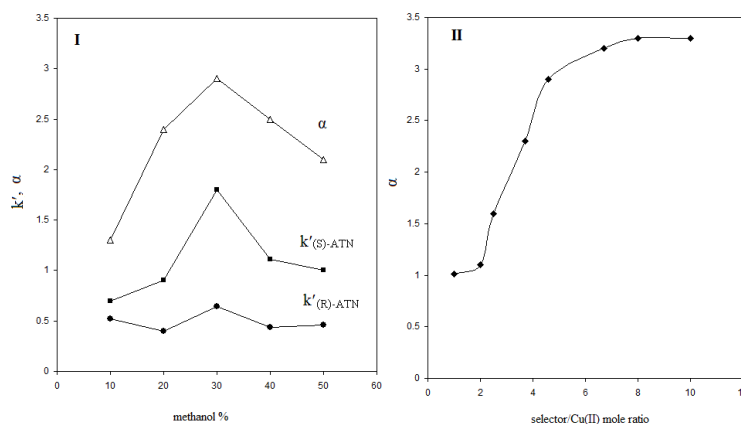 I
3.5
3
2.5
2
1.5
1
0.5
0
k′, α
α
k′(S)-ATN
k′(R)-ATN
0 10 20 30 40 50 60
methanol %
II
3.5
3
2.5
2
1.5
1
0.5
0
α
0 2 4 6 8 10
selector/Cu(II) mole ratio